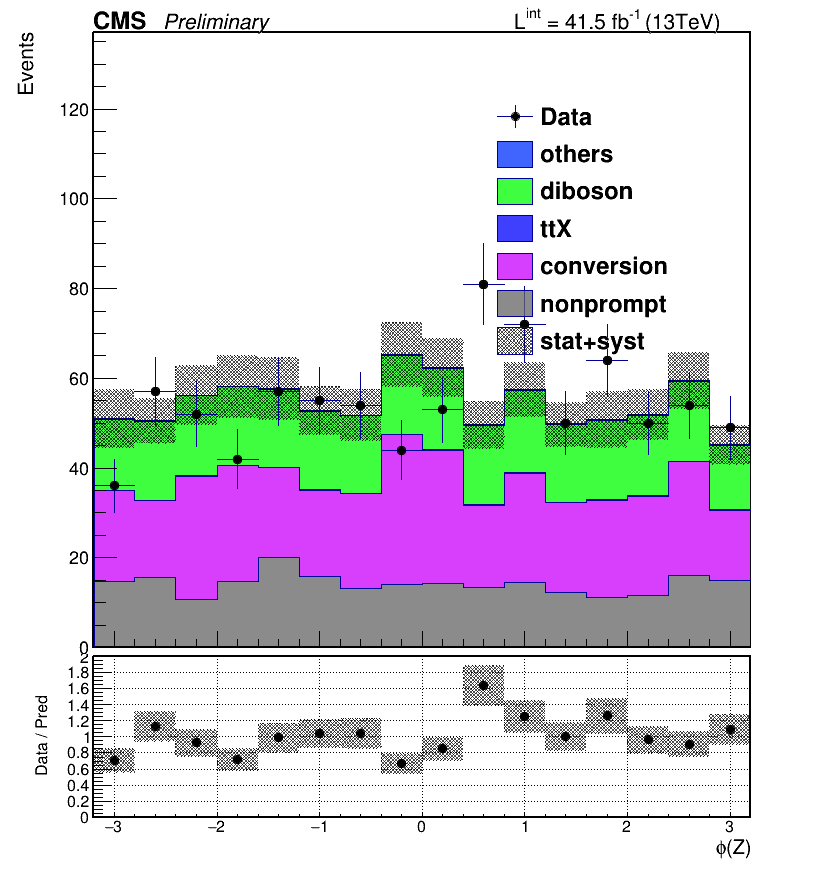 CMS Preliminary L^int = 41.5 fb^-1 (13TeV)
Events
120
100
80
60
40
20
0
Data
others
diboson
ttX
conversion
nonprompt
stat+syst
Data / Pred
2
1.8
1.6
1.4
1.2
1
0.8
0.6
0.4
0.2
0
−3 −2 −1 0 1 2 3
ϕ(Z)